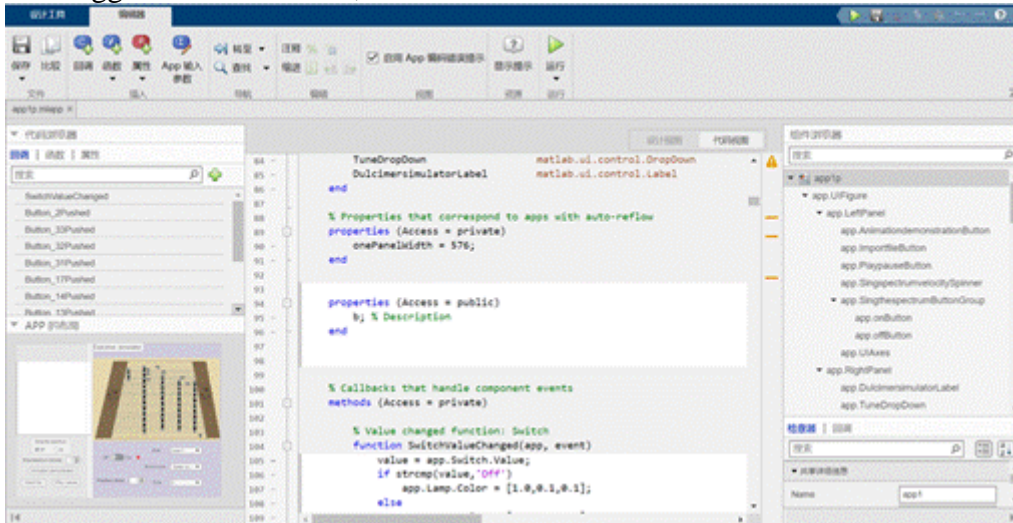 设计工具 编辑器
保存 比较 回调 函数 属性 App 输入参数 转至 查找 注释 缩进 启用 App 编码错误提示 显示提示 运行
文件 插入 导航 编辑 视图 资源 运行
app1p.mlapp
代码浏览器
回调 | 函数 | 属性
搜索
SwitchValueChanged
Button_2Pushed
Button_33Pushed
Button_32Pushed
Button_31Pushed
Button_17Pushed
Button_14Pushed
Button_13Pushed
APP 的布局
设计视图 代码视图
84 TuneDropDown matlab.ui.control.DropDown
85 DulcimersimulatorLabel matlab.ui.control.Label
86 end
87
88 % Properties that correspond to apps with auto-reflow
89 properties (Access = private)
90 onePanelWidth = 576;
91 end
92
93
94 properties (Access = public)
95 b; % Description
96 end
97
98
99
100 % Callbacks that handle component events
101 methods (Access = private)
102
103 % Value changed function: Switch
104 function SwitchValueChanged(app, event)
105 value = app.Switch.Value;
106 if strcmp(value,'Off')
107 app.Lamp.Color = [1.0,0.1,0.1];
108 else
109
组件浏览器
搜索
app1p
app.UIFigure
app.LeftPanel
app.AnimationdemonstrationButton
app.ImportfileButton
app.PlaypauseButton
app.SingspectrumvelocitySpinner
app.SingthespectrumButtonGroup
app.onButton
app.offButton
app.UIAxes
app.RightPanel
app.DulcimersimulatorLabel
app.TuneDropDown
检查器 | 回调
搜索
共享详细信息
Name app1